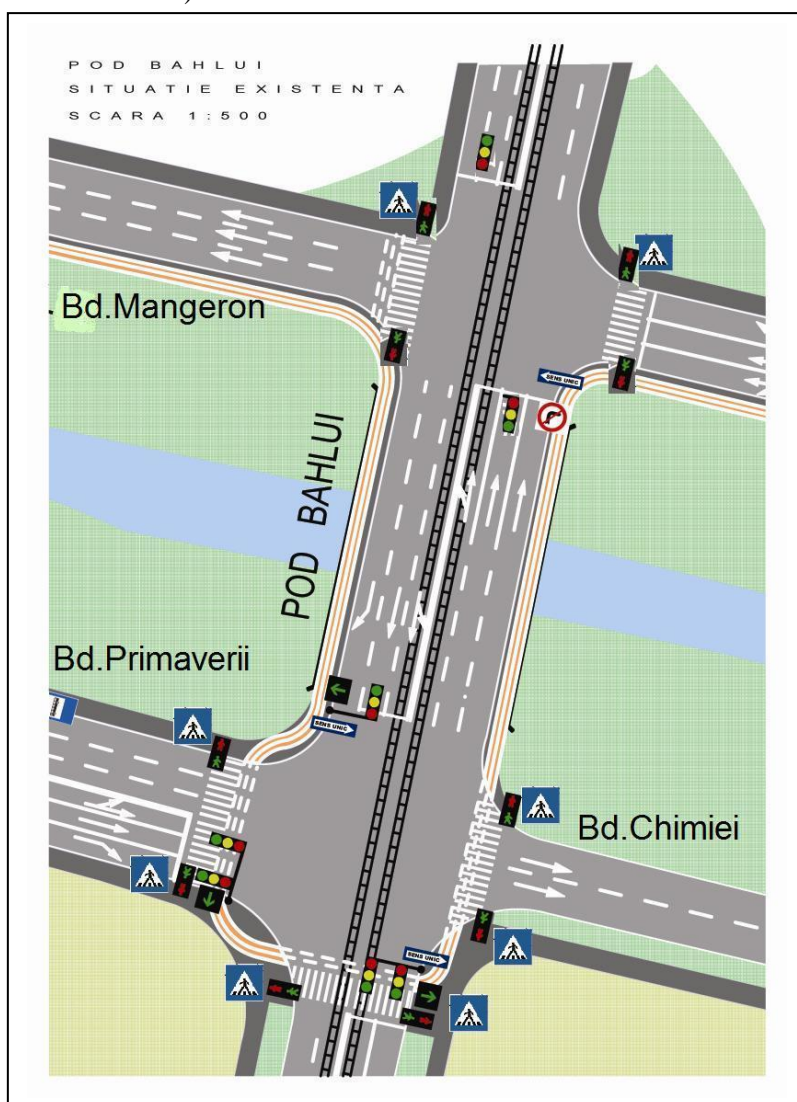 POD BAHLUI
SITUATIE EXISTENTA
SCARA 1:500
Bd.Mangeron
SENS UNIC
POD BAHLUI
Bd.Primaverii
SENS UNIC
Bd.Chimiei
SENS UNIC